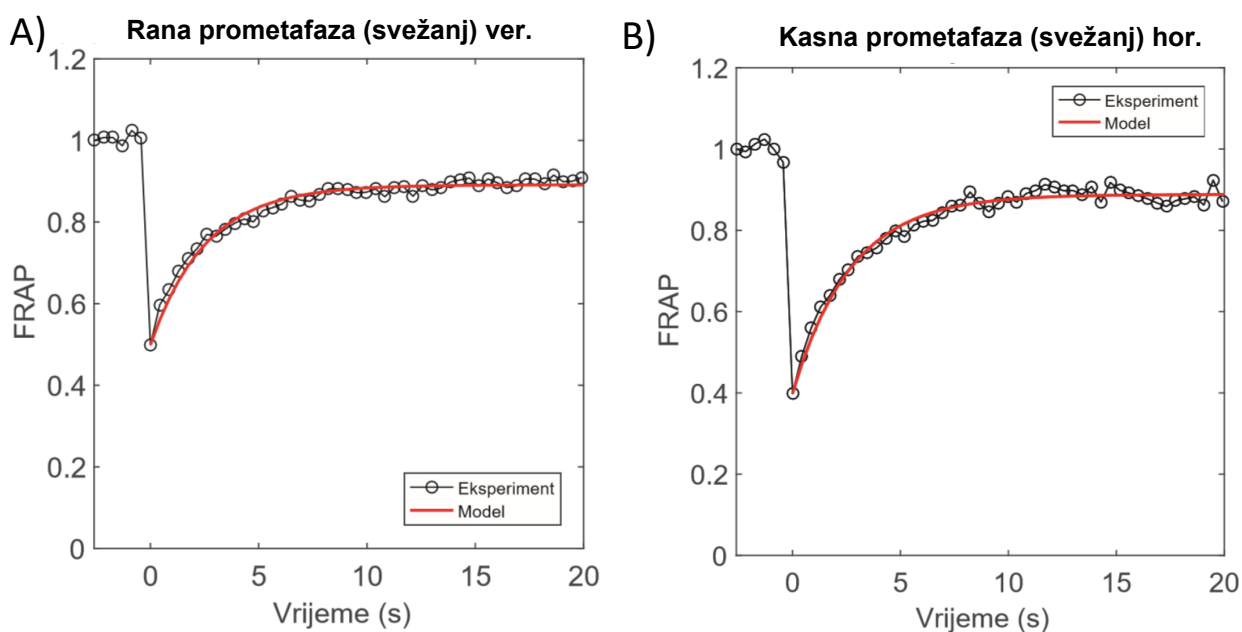 A)
Rana prometafaza (svežanj) ver.
1.2
1
0.8
0.6
0.4
0.2
0
FRAP
Eksperiment
Model
0
5
10
15
20
Vrijeme (s)
B)
Kasna prometafaza (svežanj) hor.
1.2
1
0.8
0.6
0.4
0.2
0
FRAP
Eksperiment
Model
0
5
10
15
20
Vrijeme (s)